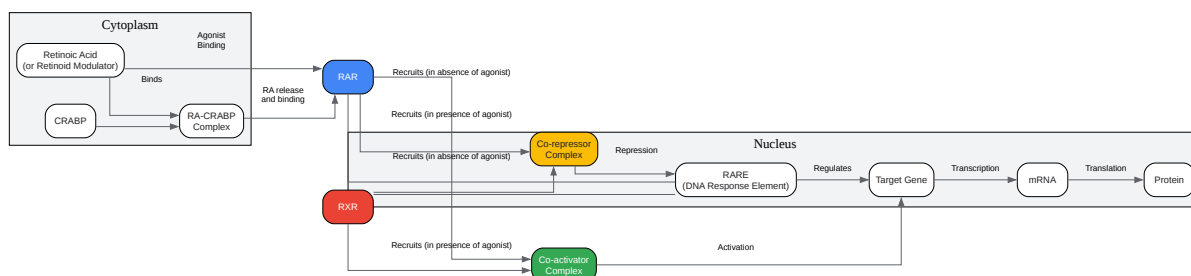 Cytoplasm
Agonist
Binding
Retinoic Acid
(or Retinoid Modulator)
Binds
RAR
Recruits (in absence of agonist)
RA release
and binding
CRABP
RA-CRABP
Complex
Recruits (in presence of agonist)
Nucleus
Co-repressor
Complex
Repression
Recruits (in absence of agonist)
RARE
(DNA Response Element)
Regulates
Target Gene
Transcription
mRNA
Translation
Protein
RXR
Recruits (in presence of agonist)
Co-activator
Complex
Activation